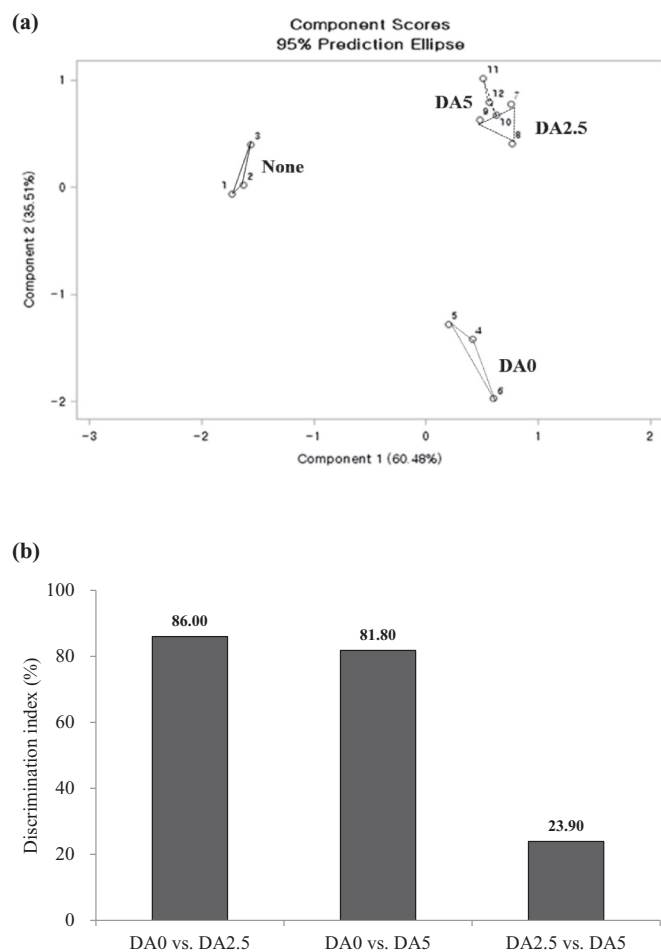 (a)
Component Scores
95% Prediction Ellipse
Component 2 (35.51%)
1
0
-1
-2
11
12
7
DA5
9
10
DA2.5
8
3
None
1
2
5
4
DA0
6
-3
-2
-1
0
1
2
Component 1 (60.48%)
(b)
Discrimination index (%)
100
80
60
40
20
0
86.00
81.80
23.90
DA0 vs. DA2.5
DA0 vs. DA5
DA2.5 vs. DA5